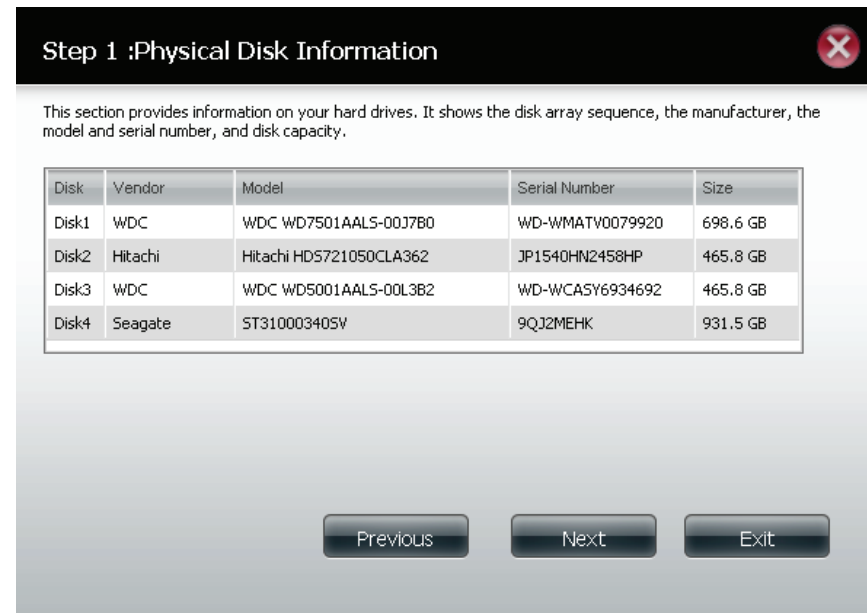 Step 1 :Physical Disk Information
This section provides information on your hard drives. It shows the disk array sequence, the manufacturer, the
model and serial number, and disk capacity.
Disk Vendor Model Serial Number Size
Disk1 WDC WDC WD7501AALS-00J7B0 WD-WMATV0079920 698.6 GB
Disk2 Hitachi Hitachi HDS721050CLA362 JP1540HN2458HP 465.8 GB
Disk3 WDC WDC WD5001AALS-00L3B2 WD-WCASY6934692 465.8 GB
Disk4 Seagate ST31000340SV 9QJ2MEHK 931.5 GB
Previous Next Exit